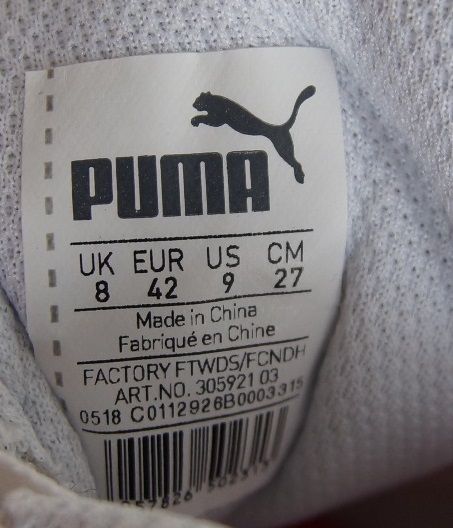 PUMA
UK EUR US CM
8 42 9 27
Made in China
Fabriqué en Chine
FACTORY FTWDS/FCNDH
ART.NO. 305921 03
0518 C0112926B0003315